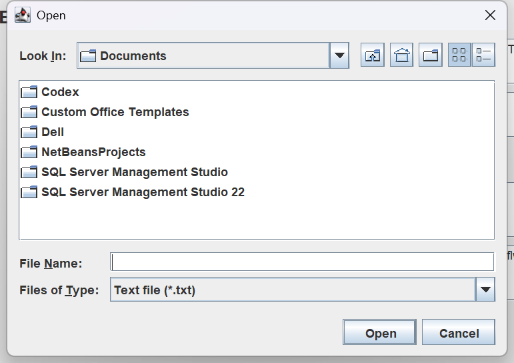 Open
Look In: Documents
Codex
Custom Office Templates
Dell
NetBeansProjects
SQL Server Management Studio
SQL Server Management Studio 22
File Name:
Files of Type: Text file (*.txt)
Open Cancel